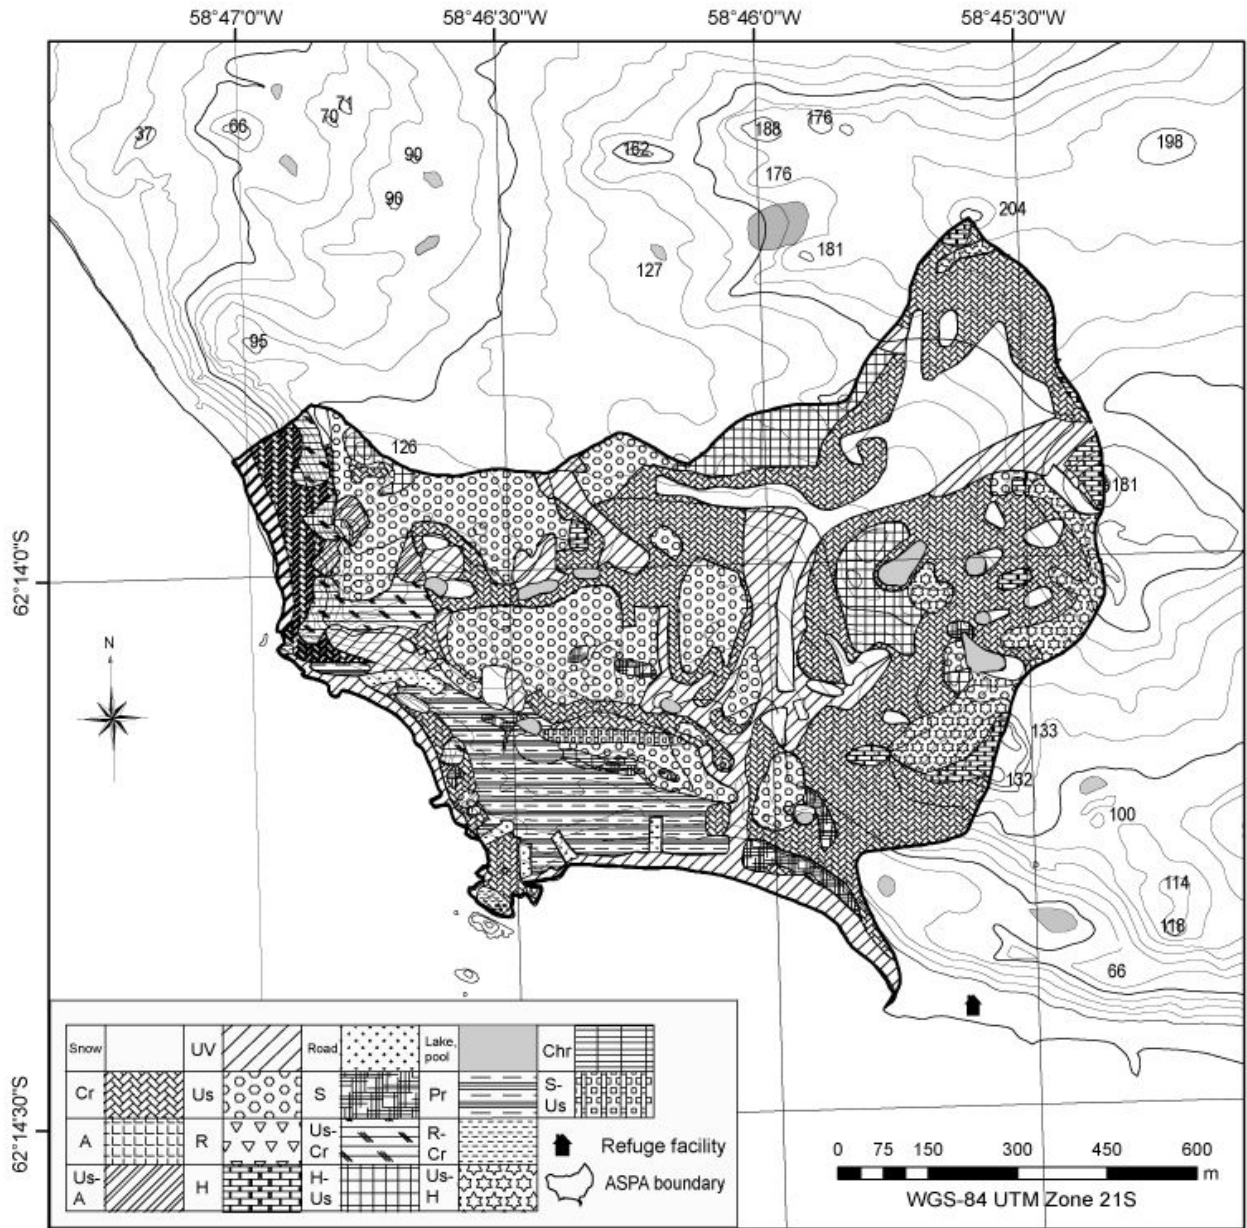 58°47'0"W 58°46'30"W 58°46'0"W 58°45'30"W
37
66
70
71
90
90
95
162
127
188
176
176
181
198
204
126
181
62°14'0"S
N
133
132
100
114
118
66
Snow UV Road Lake, pool Chr
Cr Us S Pr S-Us
A R Us-Cr R-Cr Refuge facility
Us-A H H-Us Us-H ASPA boundary
62°14'30"S
0 75 150 300 450 600 m
WGS-84 UTM Zone 21S